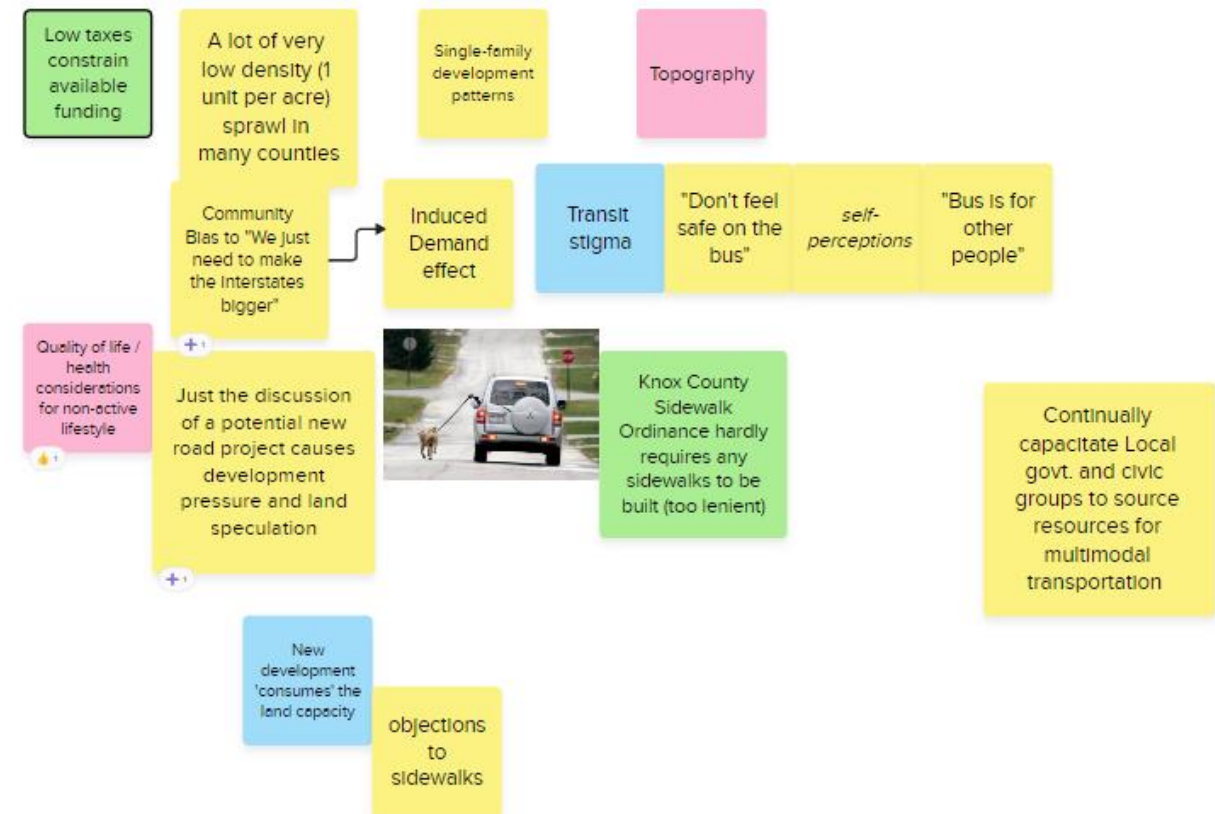 Low taxes
constrain
available
funding
A lot of very
low density (1
unit per acre)
sprawl in
many counties
Single-family
development
patterns
Topography
Community
Bias to "We just
need to make
the Interstates
bigger"
+ 1
Induced
Demand
effect
Transit
stigma
"Don't feel
safe on the
bus"
self-
perceptions
"Bus is for
other
people"
Quality of life /
health
considerations
for non-active
lifestyle
👍 1
Just the discussion
of a potential new
road project causes
development
pressure and land
speculation
+ 1
Knox County
Sidewalk
Ordinance hardly
requires any
sidewalks to be
built (too lenient)
Continually
capacitate Local
govt. and civic
groups to source
resources for
multimodal
transportation
New
development
'consumes' the
land capacity
objections
to
sidewalks